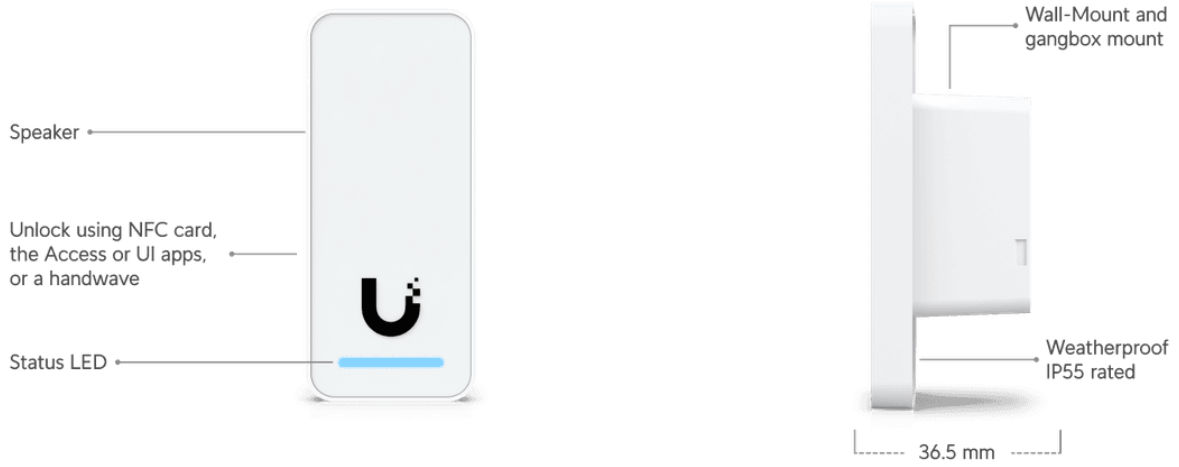 Speaker
Unlock using NFC card,
the Access or UI apps,
or a handwave
Status LED
Wall-Mount and
gangbox mount
Weatherproof
IP55 rated
36.5 mm